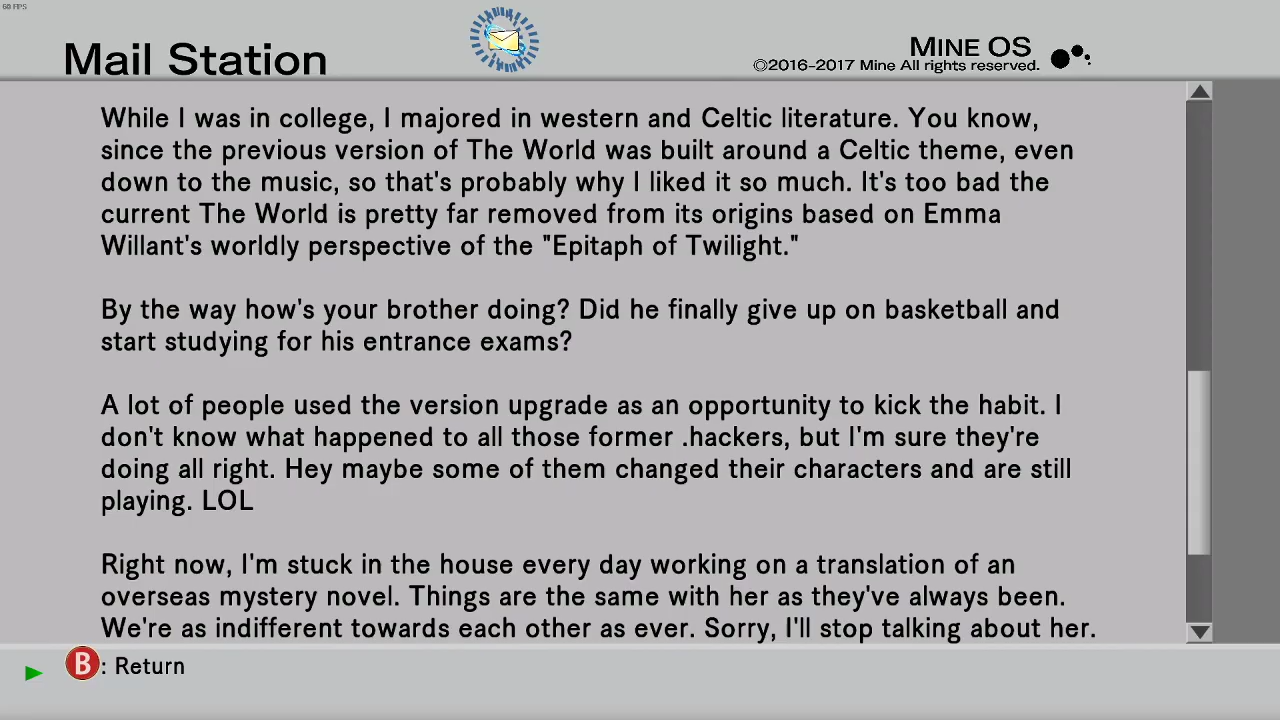 60 FPS
Mail Station
MINE OS
©2016-2017 Mine All rights reserved.
While I was in college, I majored in western and Celtic literature. You know,
since the previous version of The World was built around a Celtic theme, even
down to the music, so that's probably why I liked it so much. It's too bad the
current The World is pretty far removed from its origins based on Emma
Willant's worldly perspective of the "Epitaph of Twilight."
By the way how's your brother doing? Did he finally give up on basketball and
start studying for his entrance exams?
A lot of people used the version upgrade as an opportunity to kick the habit. I
don't know what happened to all those former .hackers, but I'm sure they're
doing all right. Hey maybe some of them changed their characters and are still
playing. LOL
Right now, I'm stuck in the house every day working on a translation of an
overseas mystery novel. Things are the same with her as they've always been.
We're as indifferent towards each other as ever. Sorry, I'll stop talking about her.
B : Return